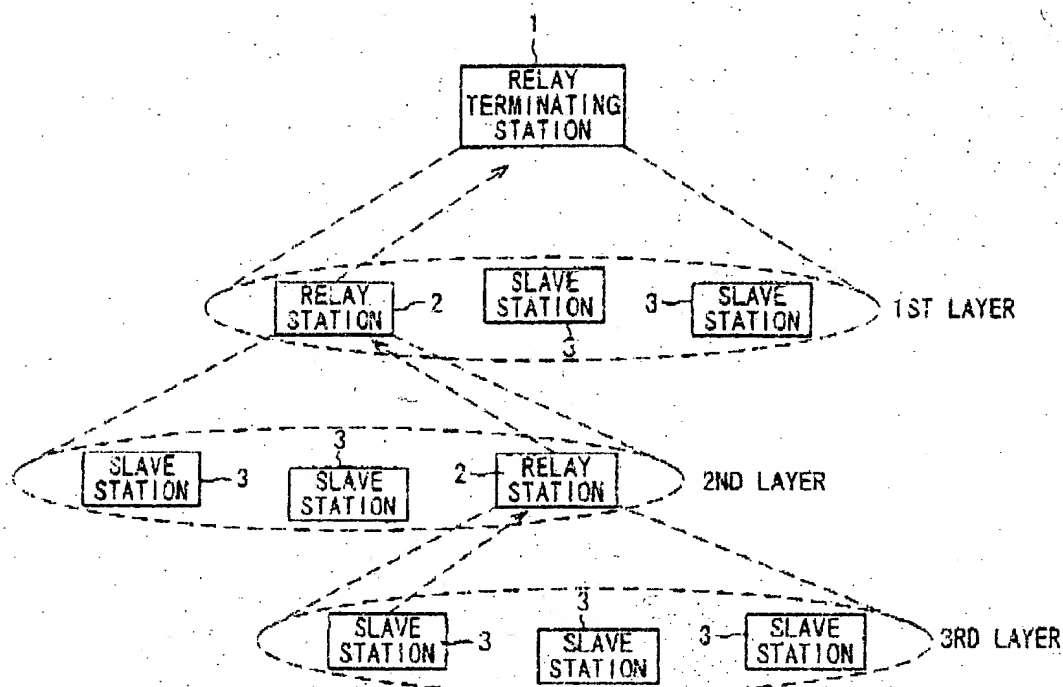 1
RELAY
TERMINATING
STATION
RELAY
STATION
2
SLAVE
STATION
3
3
SLAVE
STATION
1ST LAYER
SLAVE
STATION
3
3
SLAVE
STATION
2
RELAY
STATION
2ND LAYER
SLAVE
STATION
3
3
SLAVE
STATION
3
SLAVE
STATION
3RD LAYER